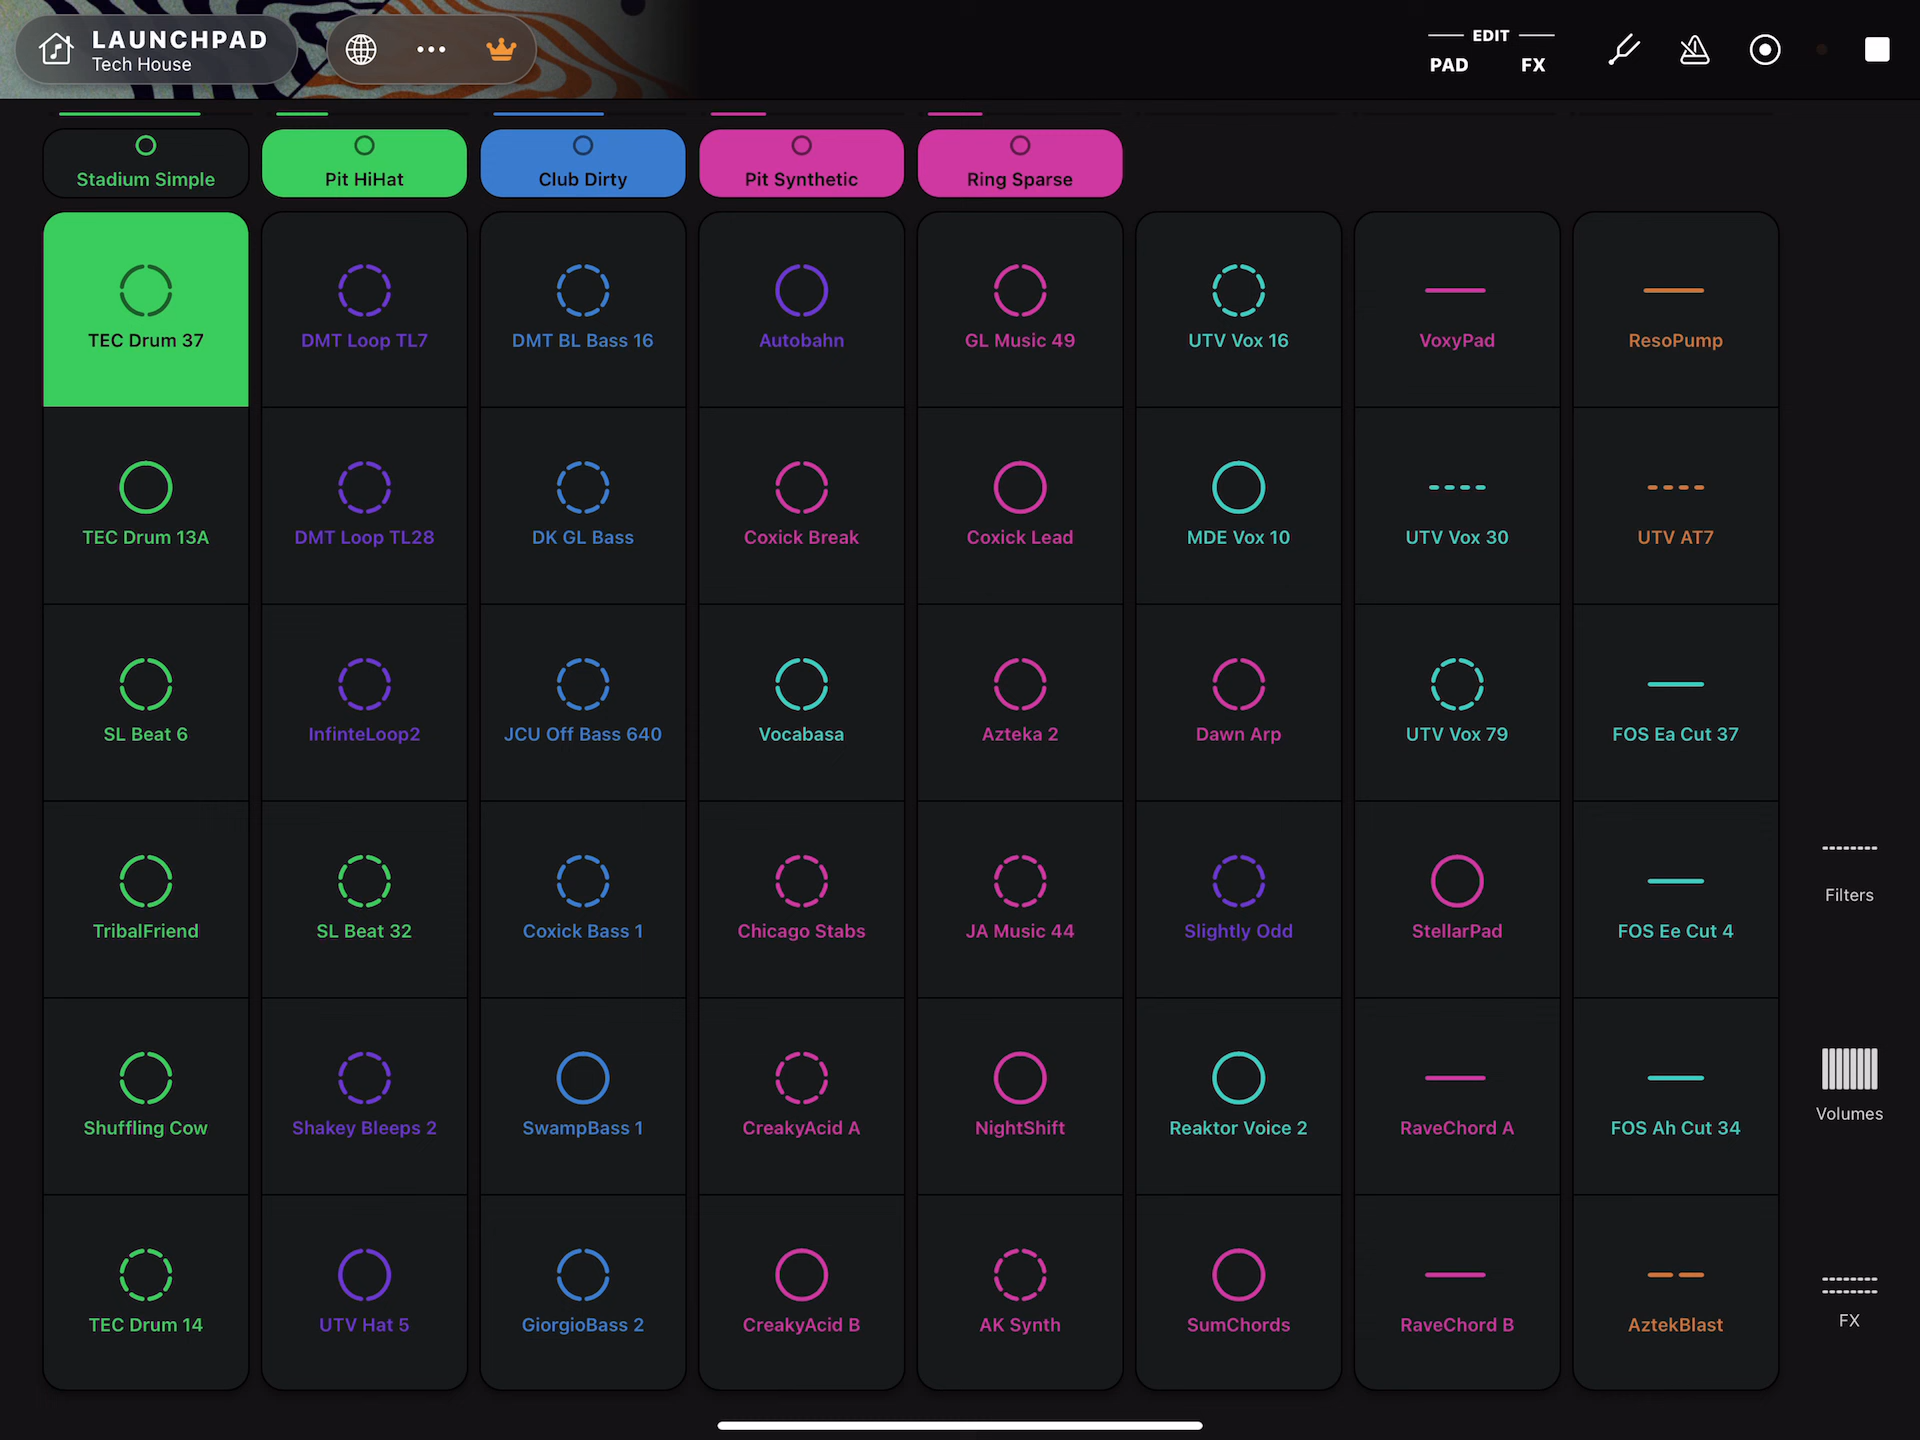 LAUNCHPAD
Tech House
EDIT
PAD FX
Stadium Simple Pit HiHat Club Dirty Pit Synthetic Ring Sparse
TEC Drum 37 DMT Loop TL7 DMT BL Bass 16 Autobahn GL Music 49 UTV Vox 16 VoxyPad ResoPump
TEC Drum 13A DMT Loop TL28 DK GL Bass Coxick Break Coxick Lead MDE Vox 10 UTV Vox 30 UTV AT7
SL Beat 6 InfinteLoop2 JCU Off Bass 640 Vocabasa Azteka 2 Dawn Arp UTV Vox 79 FOS Ea Cut 37
TribalFriend SL Beat 32 Coxick Bass 1 Chicago Stabs JA Music 44 Slightly Odd StellarPad FOS Ee Cut 4
Shuffling Cow Shakey Bleeps 2 SwampBass 1 CreakyAcid A NightShift Reaktor Voice 2 RaveChord A FOS Ah Cut 34
TEC Drum 14 UTV Hat 5 GiorgioBass 2 CreakyAcid B AK Synth SumChords RaveChord B AztekBlast
Filters
Volumes
FX